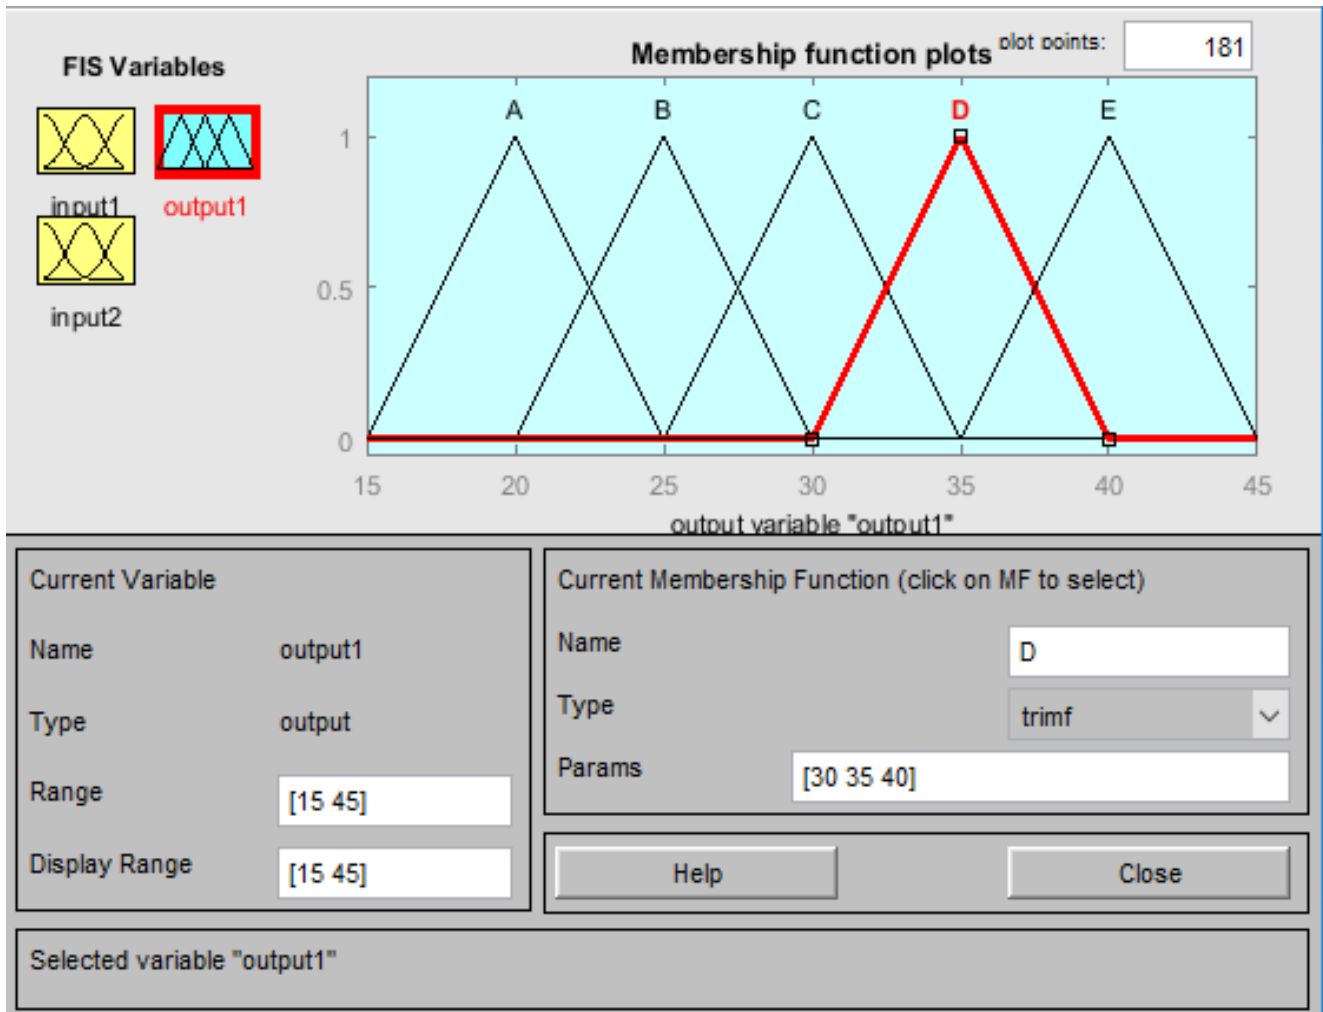 FIS Variables
Membership function plots
plot points:
181
input1
output1
input2
A
B
C
D
E
1
0.5
0
15
20
25
30
35
40
45
output variable "output1"
Current Variable
Name
output1
Type
output
Range
[15 45]
Display Range
[15 45]
Current Membership Function (click on MF to select)
Name
D
Type
trimf
Params
[30 35 40]
Help
Close
Selected variable "output1"